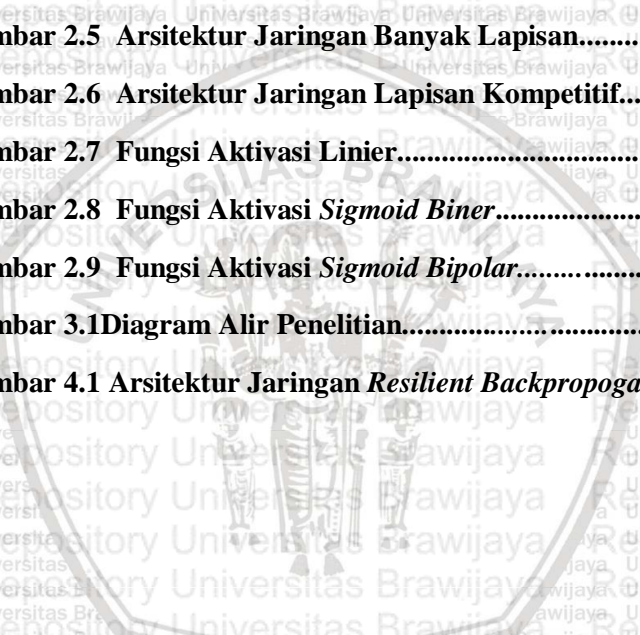 mbar 2.5 Arsitektur Jaringan Banyak Lapisan.........
mbar 2.6 Arsitektur Jaringan Lapisan Kompetitif...
mbar 2.7 Fungsi Aktivasi Linier.................................
mbar 2.8 Fungsi Aktivasi Sigmoid Biner....................
mbar 2.9 Fungsi Aktivasi Sigmoid Bipolar.................
mbar 3.1Diagram Alir Penelitian................................
mbar 4.1 Arsitektur Jaringan Resilient Backpropoga